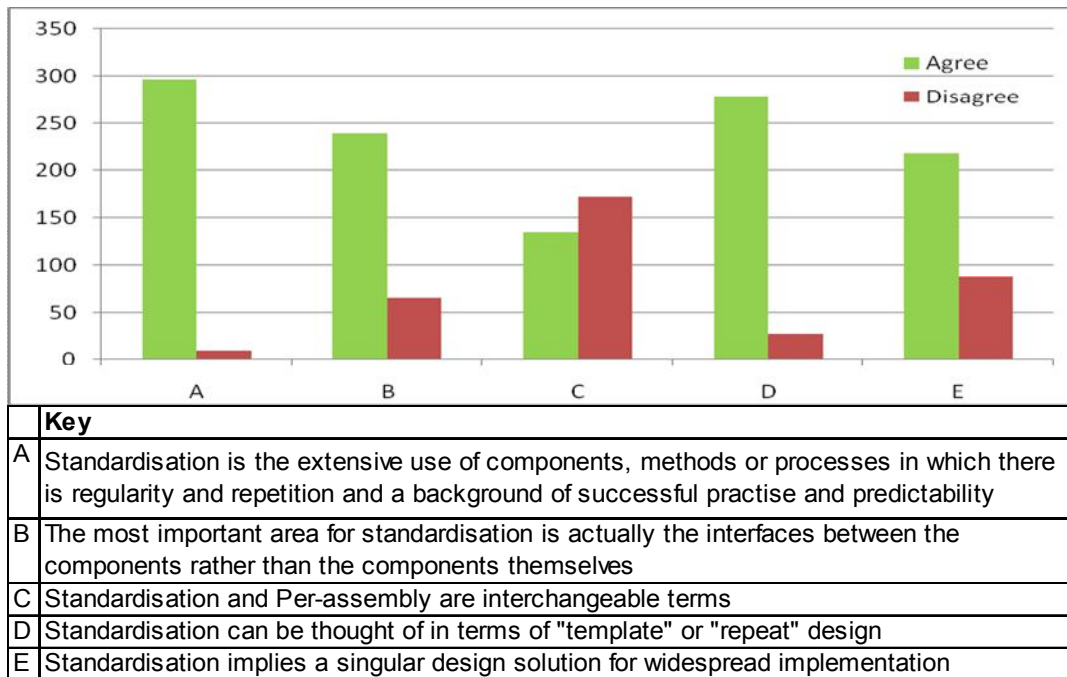 350
300
250
200
150
100
50
0
Agree
Disagree
A B C D E
Key
A Standardisation is the extensive use of components, methods or processes in which there
is regularity and repetition and a background of successful practise and predictability
B The most important area for standardisation is actually the interfaces between the
components rather than the components themselves
C Standardisation and Per-assembly are interchangeable terms
D Standardisation can be thought of in terms of "template" or "repeat" design
E Standardisation implies a singular design solution for widespread implementation